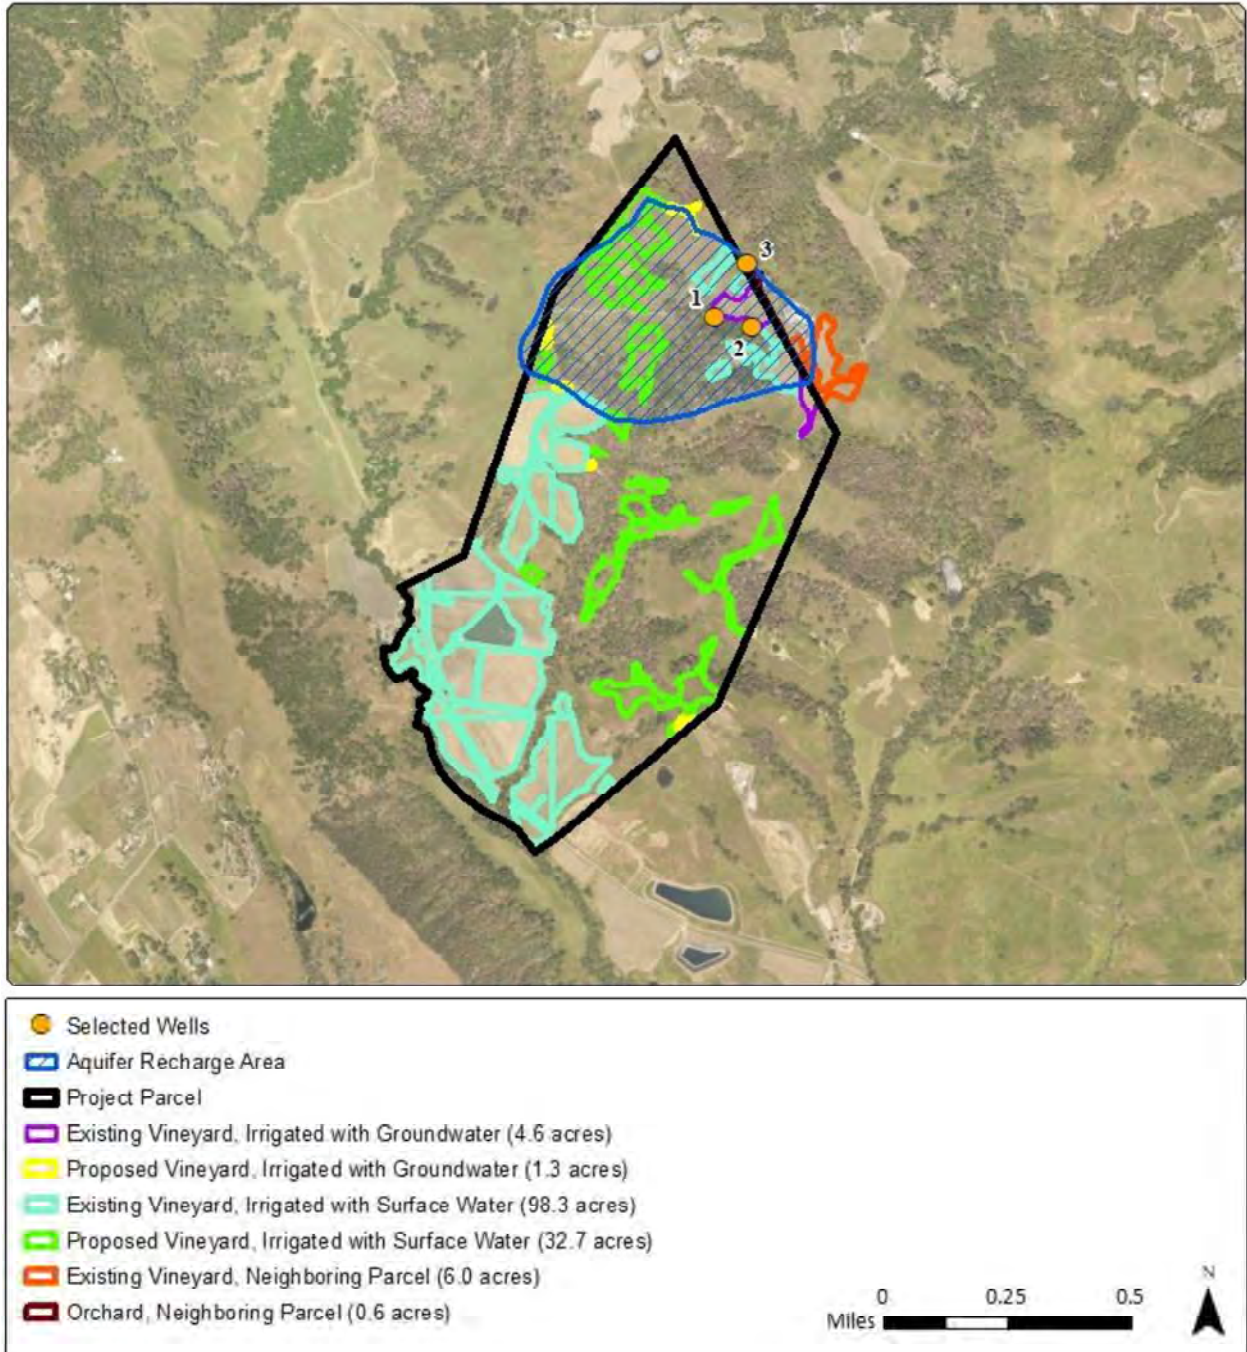 3
1
2
Selected Wells
Aquifer Recharge Area
Project Parcel
Existing Vineyard, Irrigated with Groundwater (4.6 acres)
Proposed Vineyard, Irrigated with Groundwater (1.3 acres)
Existing Vineyard, Irrigated with Surface Water (98.3 acres)
Proposed Vineyard, Irrigated with Surface Water (32.7 acres)
Existing Vineyard, Neighboring Parcel (6.0 acres)
Orchard, Neighboring Parcel (0.6 acres)
N
0 0.25 0.5
Miles